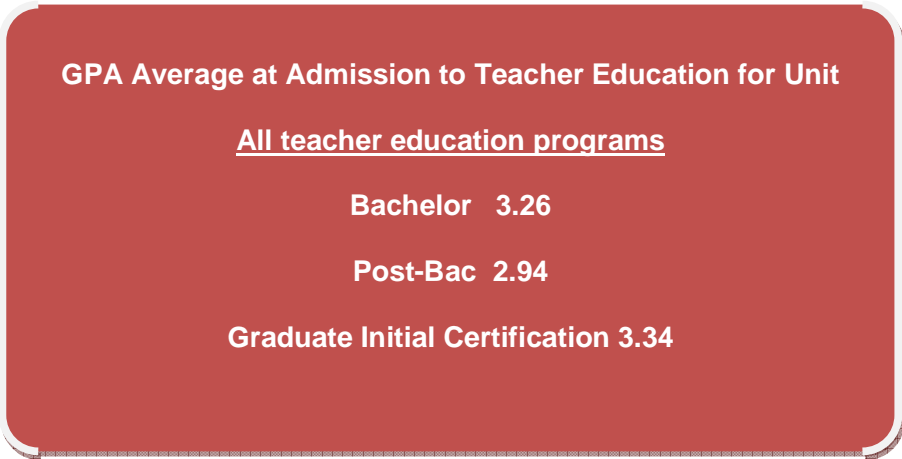 GPA Average at Admission to Teacher Education for Unit
All teacher education programs
Bachelor 3.26
Post-Bac 2.94
Graduate Initial Certification 3.34